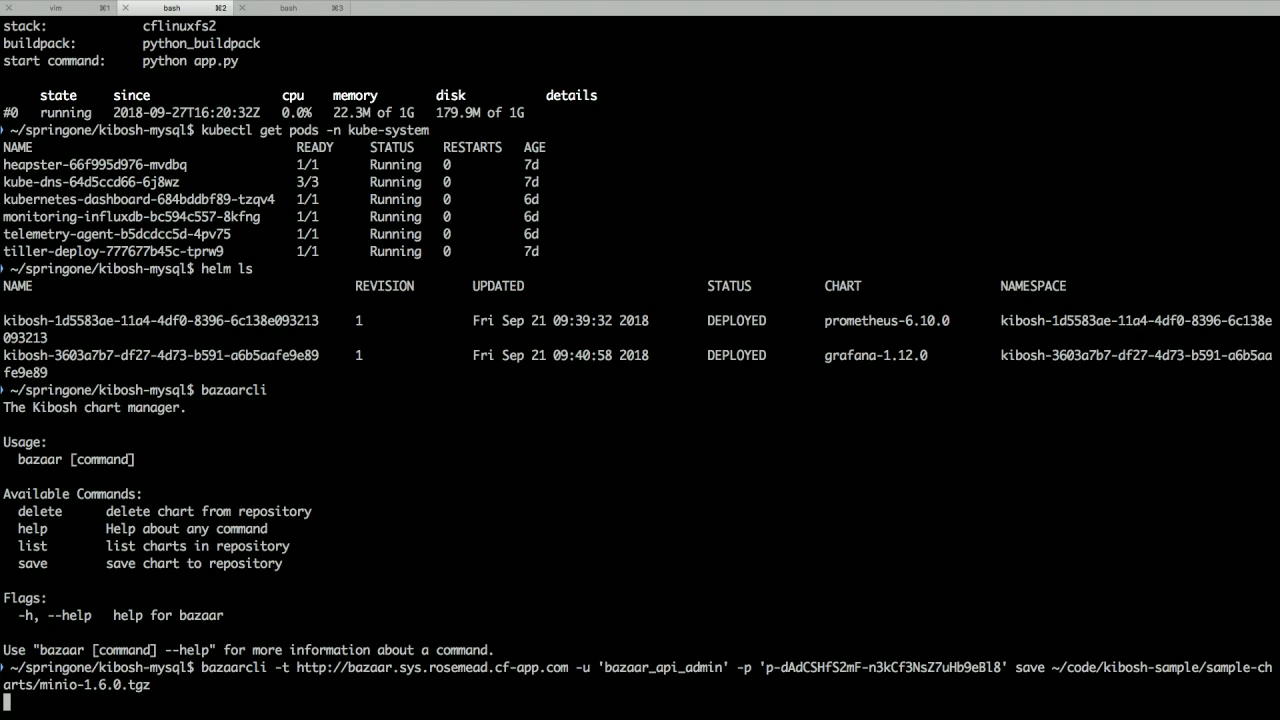 vim ⌘1 bash ⌘2 bash ⌘3
stack: cflinuxfs2
buildpack: python_buildpack
start command: python app.py
state since cpu memory disk details
#0 running 2018-09-27T16:20:32Z 0.0% 22.3M of 1G 179.9M of 1G
~/springone/kibosh-mysql$ kubectl get pods -n kube-system
NAME READY STATUS RESTARTS AGE
heapster-66f995d976-mvdbq 1/1 Running 0 7d
kube-dns-64d5ccd66-6j8wz 3/3 Running 0 7d
kubernetes-dashboard-684bddbf89-tzqv4 1/1 Running 0 6d
monitoring-influxdb-bc594c557-8kfng 1/1 Running 0 6d
telemetry-agent-b5dcdcc5d-4pv75 1/1 Running 0 6d
tiller-deploy-777677b45c-tprw9 1/1 Running 0 7d
~/springone/kibosh-mysql$ helm ls
NAME REVISION UPDATED STATUS CHART NAMESPACE
kibosh-1d5583ae-11a4-4df0-8396-6c138e093213 1 Fri Sep 21 09:39:32 2018 DEPLOYED prometheus-6.10.0 kibosh-1d5583ae-11a4-4df0-8396-6c138e
093213
kibosh-3603a7b7-df27-4d73-b591-a6b5aafe9e89 1 Fri Sep 21 09:40:58 2018 DEPLOYED grafana-1.12.0 kibosh-3603a7b7-df27-4d73-b591-a6b5aa
fe9e89
~/springone/kibosh-mysql$ bazaarcli
The Kibosh chart manager.
Usage:
bazaar [command]
Available Commands:
delete delete chart from repository
help Help about any command
list list charts in repository
save save chart to repository
Flags:
-h, --help help for bazaar
Use "bazaar [command] --help" for more information about a command.
~/springone/kibosh-mysql$ bazaarcli -t http://bazaar.sys.rosemead.cf-app.com -u 'bazaar_api_admin' -p 'p-dAdCSHfS2mF-n3kCf3NsZ7uHb9eBl8' save ~/code/kibosh-sample/sample-ch
arts/minio-1.6.0.tgz